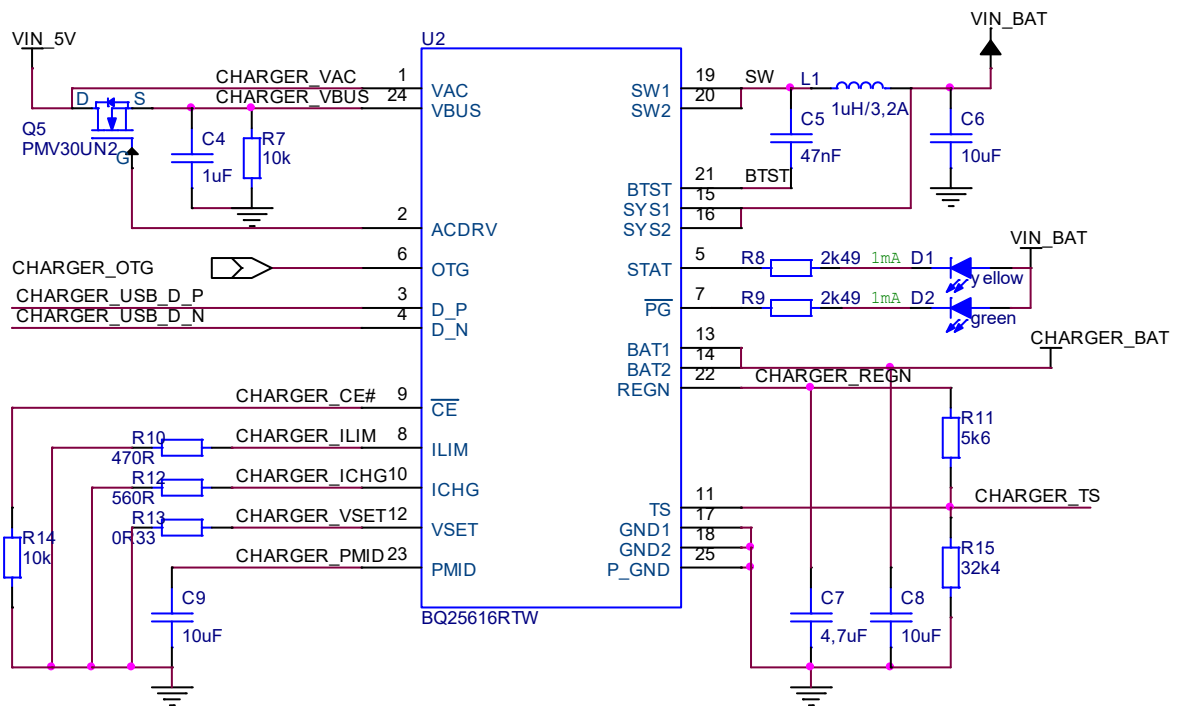 VIN_BAT
VIN_5V
U2
CHARGER_VAC 1 VAC
CHARGER_VBUS 24 VBUS
D S
Q5
PMV30UN2
G
C4
1uF
R7
10k
SW1 19 SW
SW2 20
L1
1uH/3,2A
C5
47nF
C6
10uF
BTST 21 BTST
SYS1 15
SYS2 16
2 ACDRV
CHARGER_OTG 6 OTG
CHARGER_USB_D_P 3 D_P
CHARGER_USB_D_N 4 D_N
VIN_BAT
STAT 5 R8 2k49 1mA D1
yellow
PG 7 R9 2k49 1mA D2
green
BAT1 13
BAT2 14
CHARGER_BAT
REGN 22 CHARGER_REGN
CHARGER_CE# 9 CE
R10
470R
CHARGER_ILIM 8 ILIM
R12
560R
CHARGER_ICHG 10 ICHG
R13
0R33
CHARGER_VSET 12 VSET
R14
10k
CHARGER_PMID 23 PMID
C9
10uF
R11
5k6
TS 11 CHARGER_TS
GND1 17
GND2 18
P_GND 25
R15
32k4
C7
4,7uF
C8
10uF
BQ25616RTW